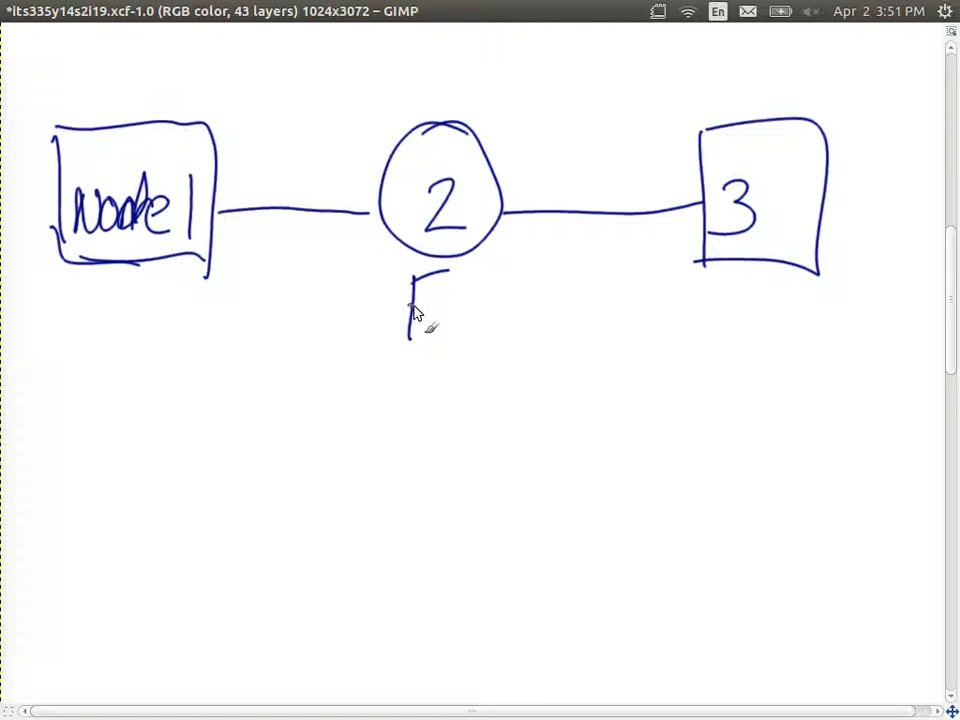 *its335y14s2i19.xcf-1.0 (RGB color, 43 layers) 1024x3072 – GIMP
En
Apr 2 3:51 PM
Node 1
2
3